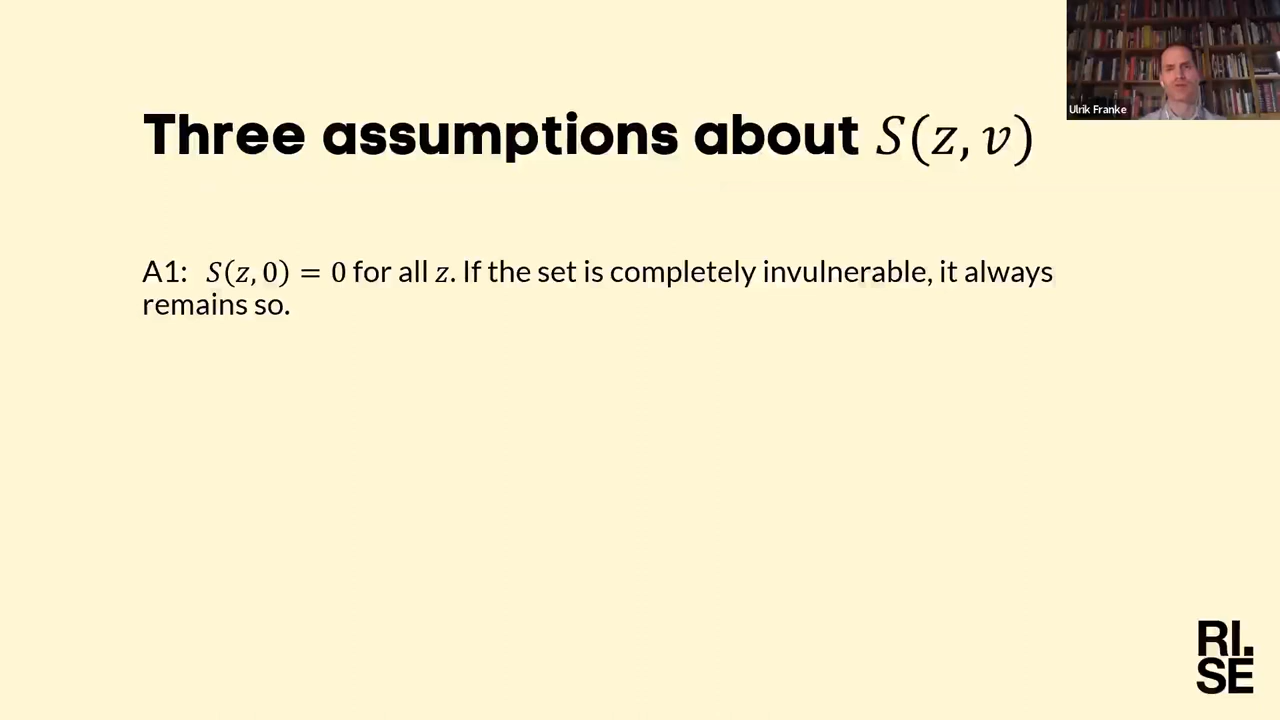 Ulrik Franke
Three assumptions about S(z, v)
A1: S(z, 0) = 0 for all z. If the set is completely invulnerable, it always
remains so.
RI.
SE